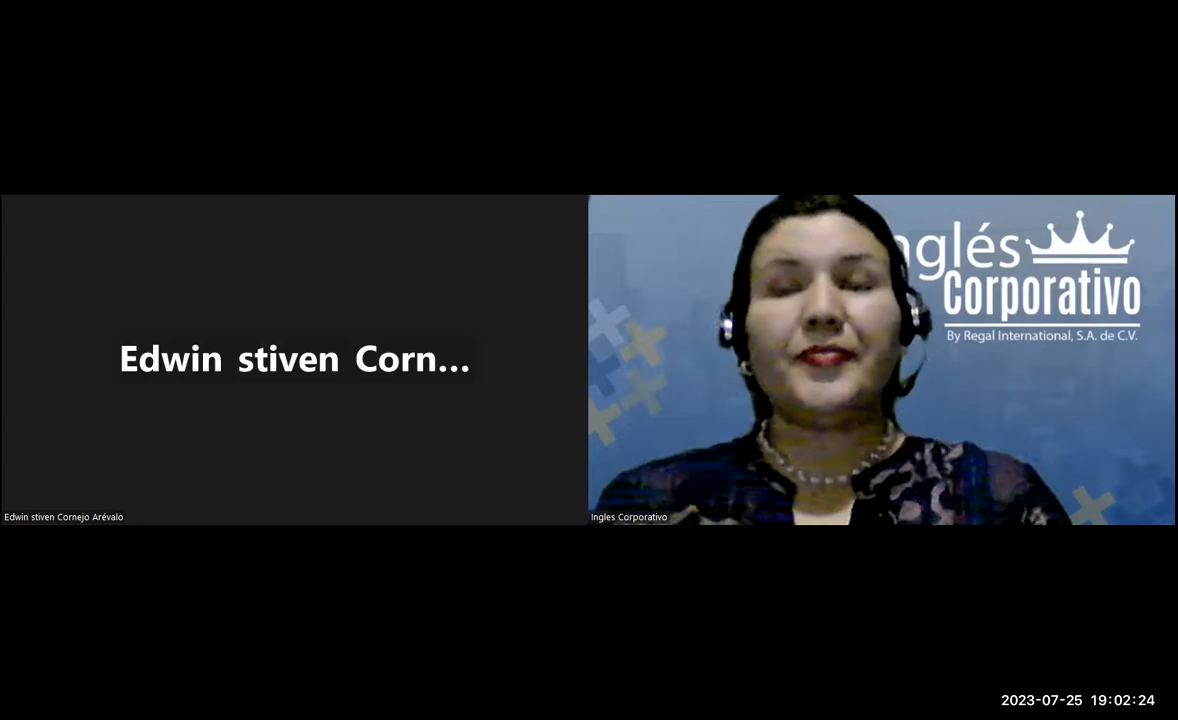 Edwin stiven Corn...
Edwin stiven Cornejo Arévalo
nglés
Corporativo
By Regal International, S.A. de C.V.
Ingles Corporativo
2023-07-25 19:02:24